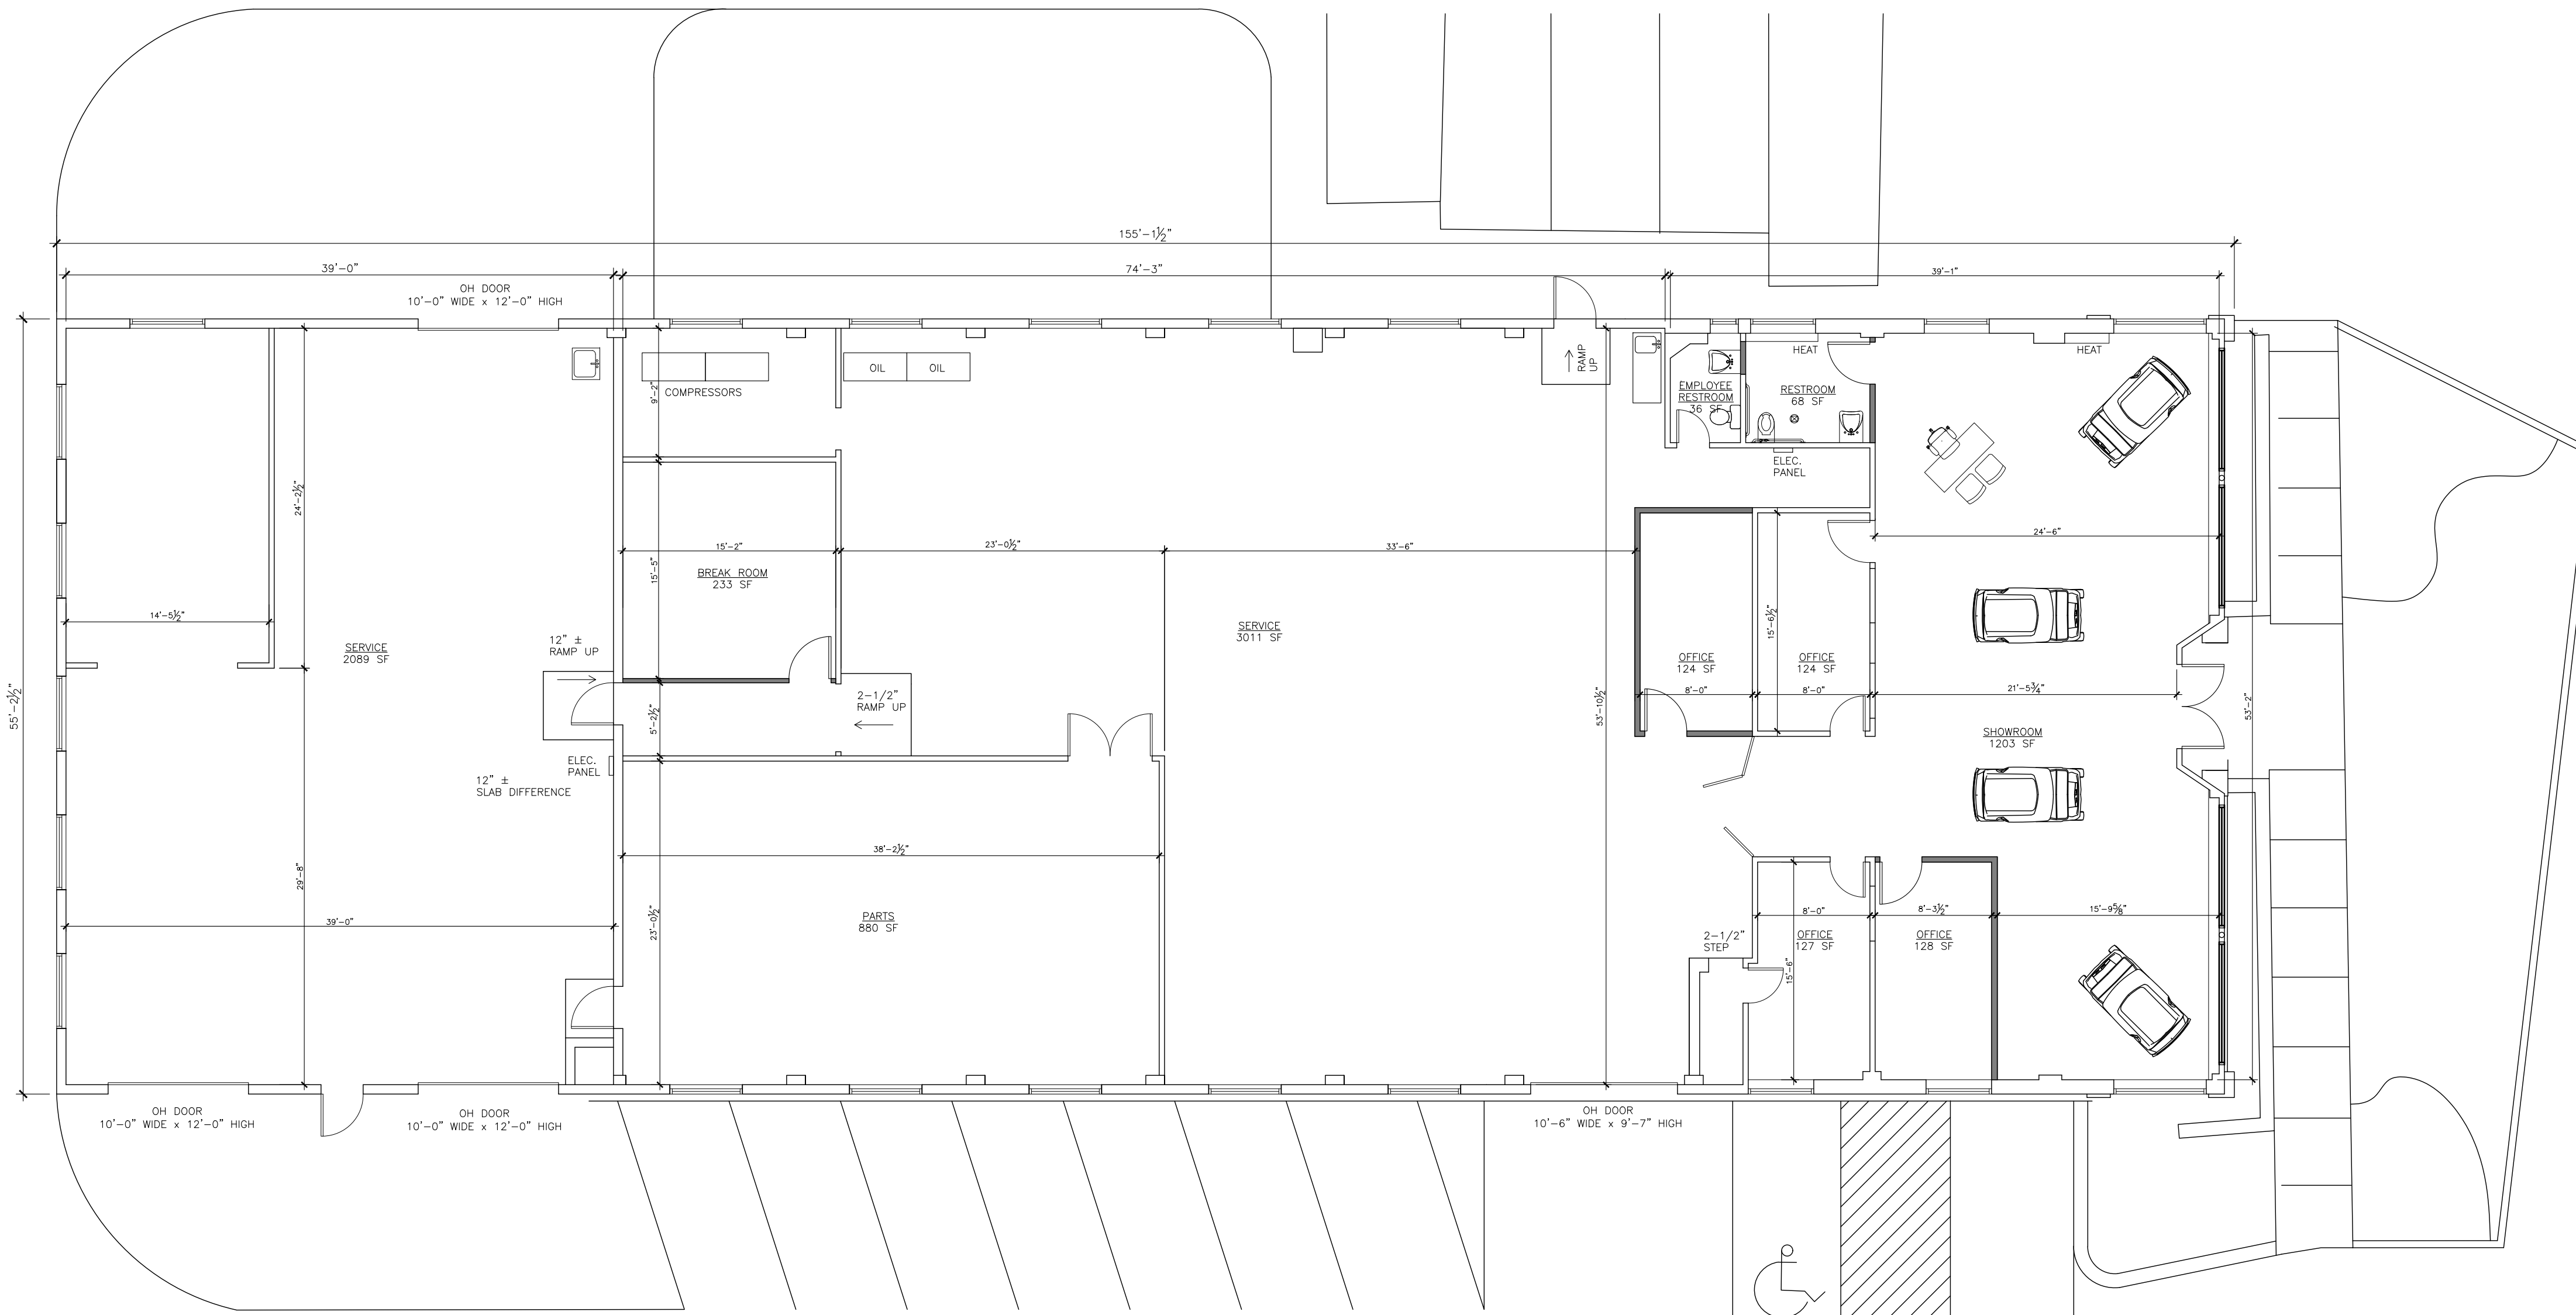 155'-1½"
39'-0"
74'-3"
39'-1"
OH DOOR
10'-0" WIDE x 12'-0" HIGH
55'-2½"
24'-2½"
14'-5½"
SERVICE
2089 SF
29'-8"
39'-0"
12" ±
RAMP UP
ELEC.
PANEL
12" ±
SLAB DIFFERENCE
COMPRESSORS
9'-2"
OIL
OIL
15'-2"
15'-5"
BREAK ROOM
233 SF
5'-2½"
2-1/2"
RAMP UP
23'-0½"
33'-6"
SERVICE
3011 SF
53'-10½"
RAMP
UP
38'-2½"
23'-0½"
PARTS
880 SF
EMPLOYEE
RESTROOM
36 SF
HEAT
RESTROOM
68 SF
HEAT
ELEC.
PANEL
24'-6"
15'-6½"
OFFICE
124 SF
8'-0"
OFFICE
124 SF
8'-0"
21'-5¾"
53'-2"
SHOWROOM
1203 SF
2-1/2"
STEP
8'-0"
OFFICE
127 SF
15'-6"
8'-3½"
OFFICE
128 SF
15'-9⅝"
OH DOOR
10'-0" WIDE x 12'-0" HIGH
OH DOOR
10'-0" WIDE x 12'-0" HIGH
OH DOOR
10'-6" WIDE x 9'-7" HIGH